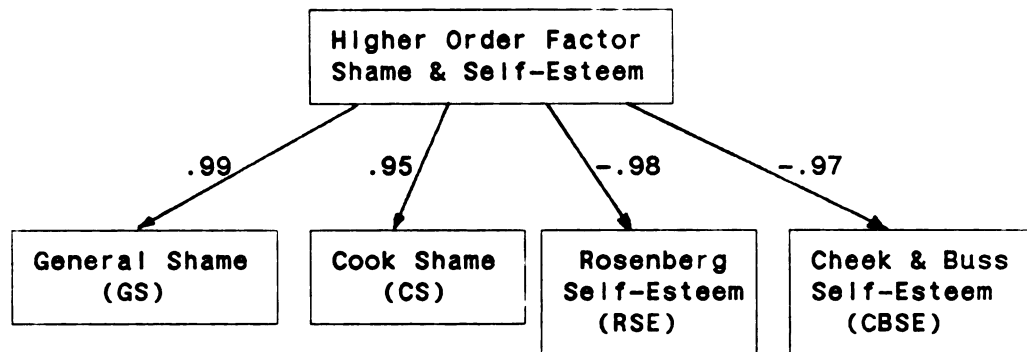 Higher Order Factor
Shame & Self-Esteem
.99
.95
-.98
-.97
General Shame
(GS)
Cook Shame
(CS)
Rosenberg
Self-Esteem
(RSE)
Cheek & Buss
Self-Esteem
(CBSE)